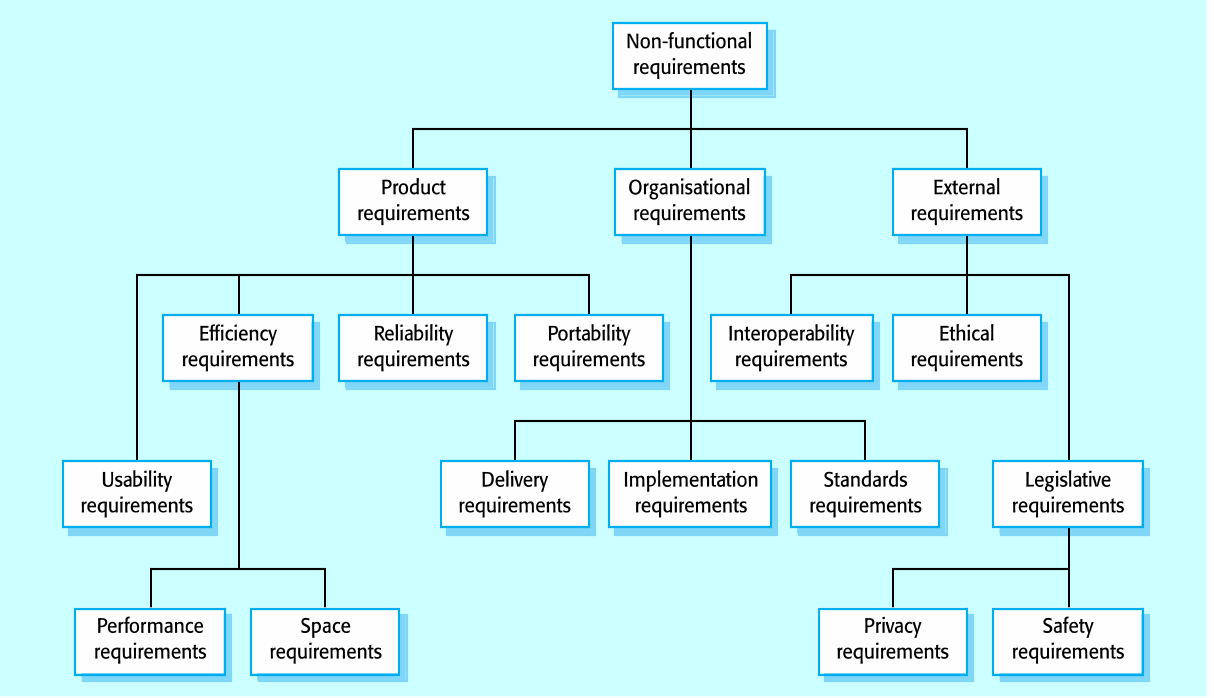 Non-functional
requirements
Product
requirements
Organisational
requirements
External
requirements
Efficiency
requirements
Reliability
requirements
Portability
requirements
Interoperability
requirements
Ethical
requirements
Usability
requirements
Delivery
requirements
Implementation
requirements
Standards
requirements
Legislative
requirements
Performance
requirements
Space
requirements
Privacy
requirements
Safety
requirements